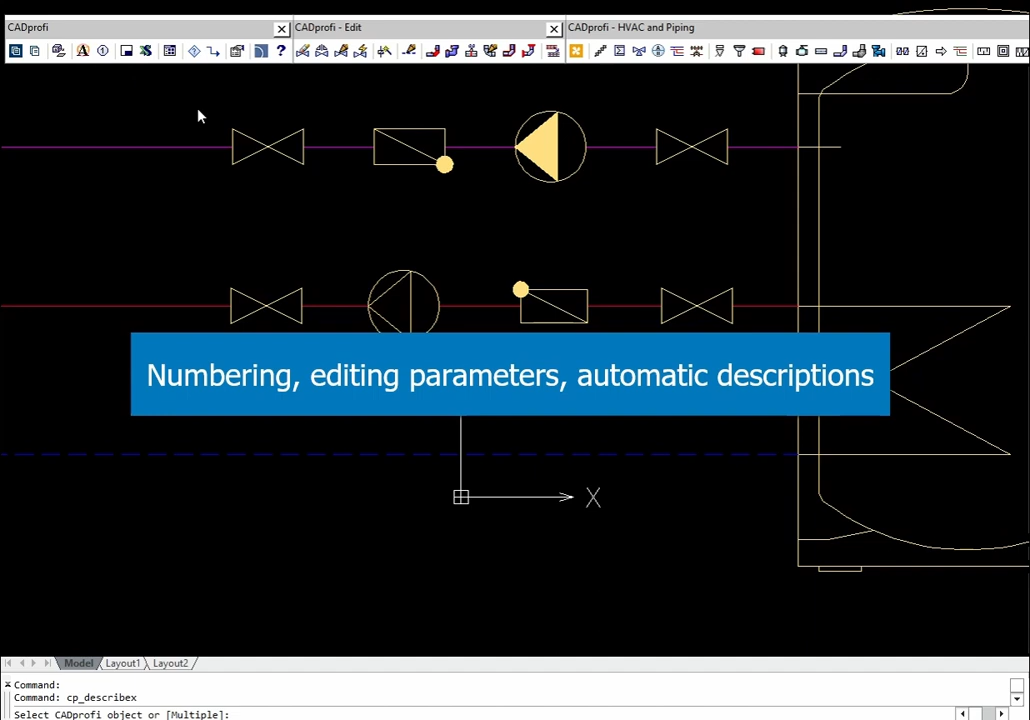 CADprofi
CADprofi - Edit
CADprofi - HVAC and Piping
Numbering, editing parameters, automatic descriptions
X
Model Layout1 Layout2
Command:
Command: cp_describex
Select CADprofi object or [Multiple]: